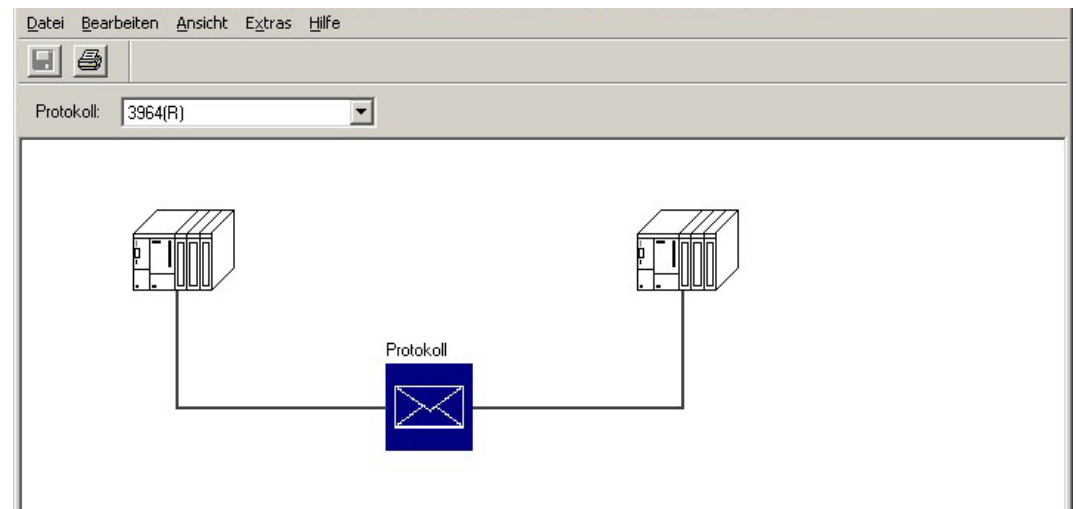 Datei Bearbeiten Ansicht Extras Hilfe
Protokoll: 3964(R)
Protokoll